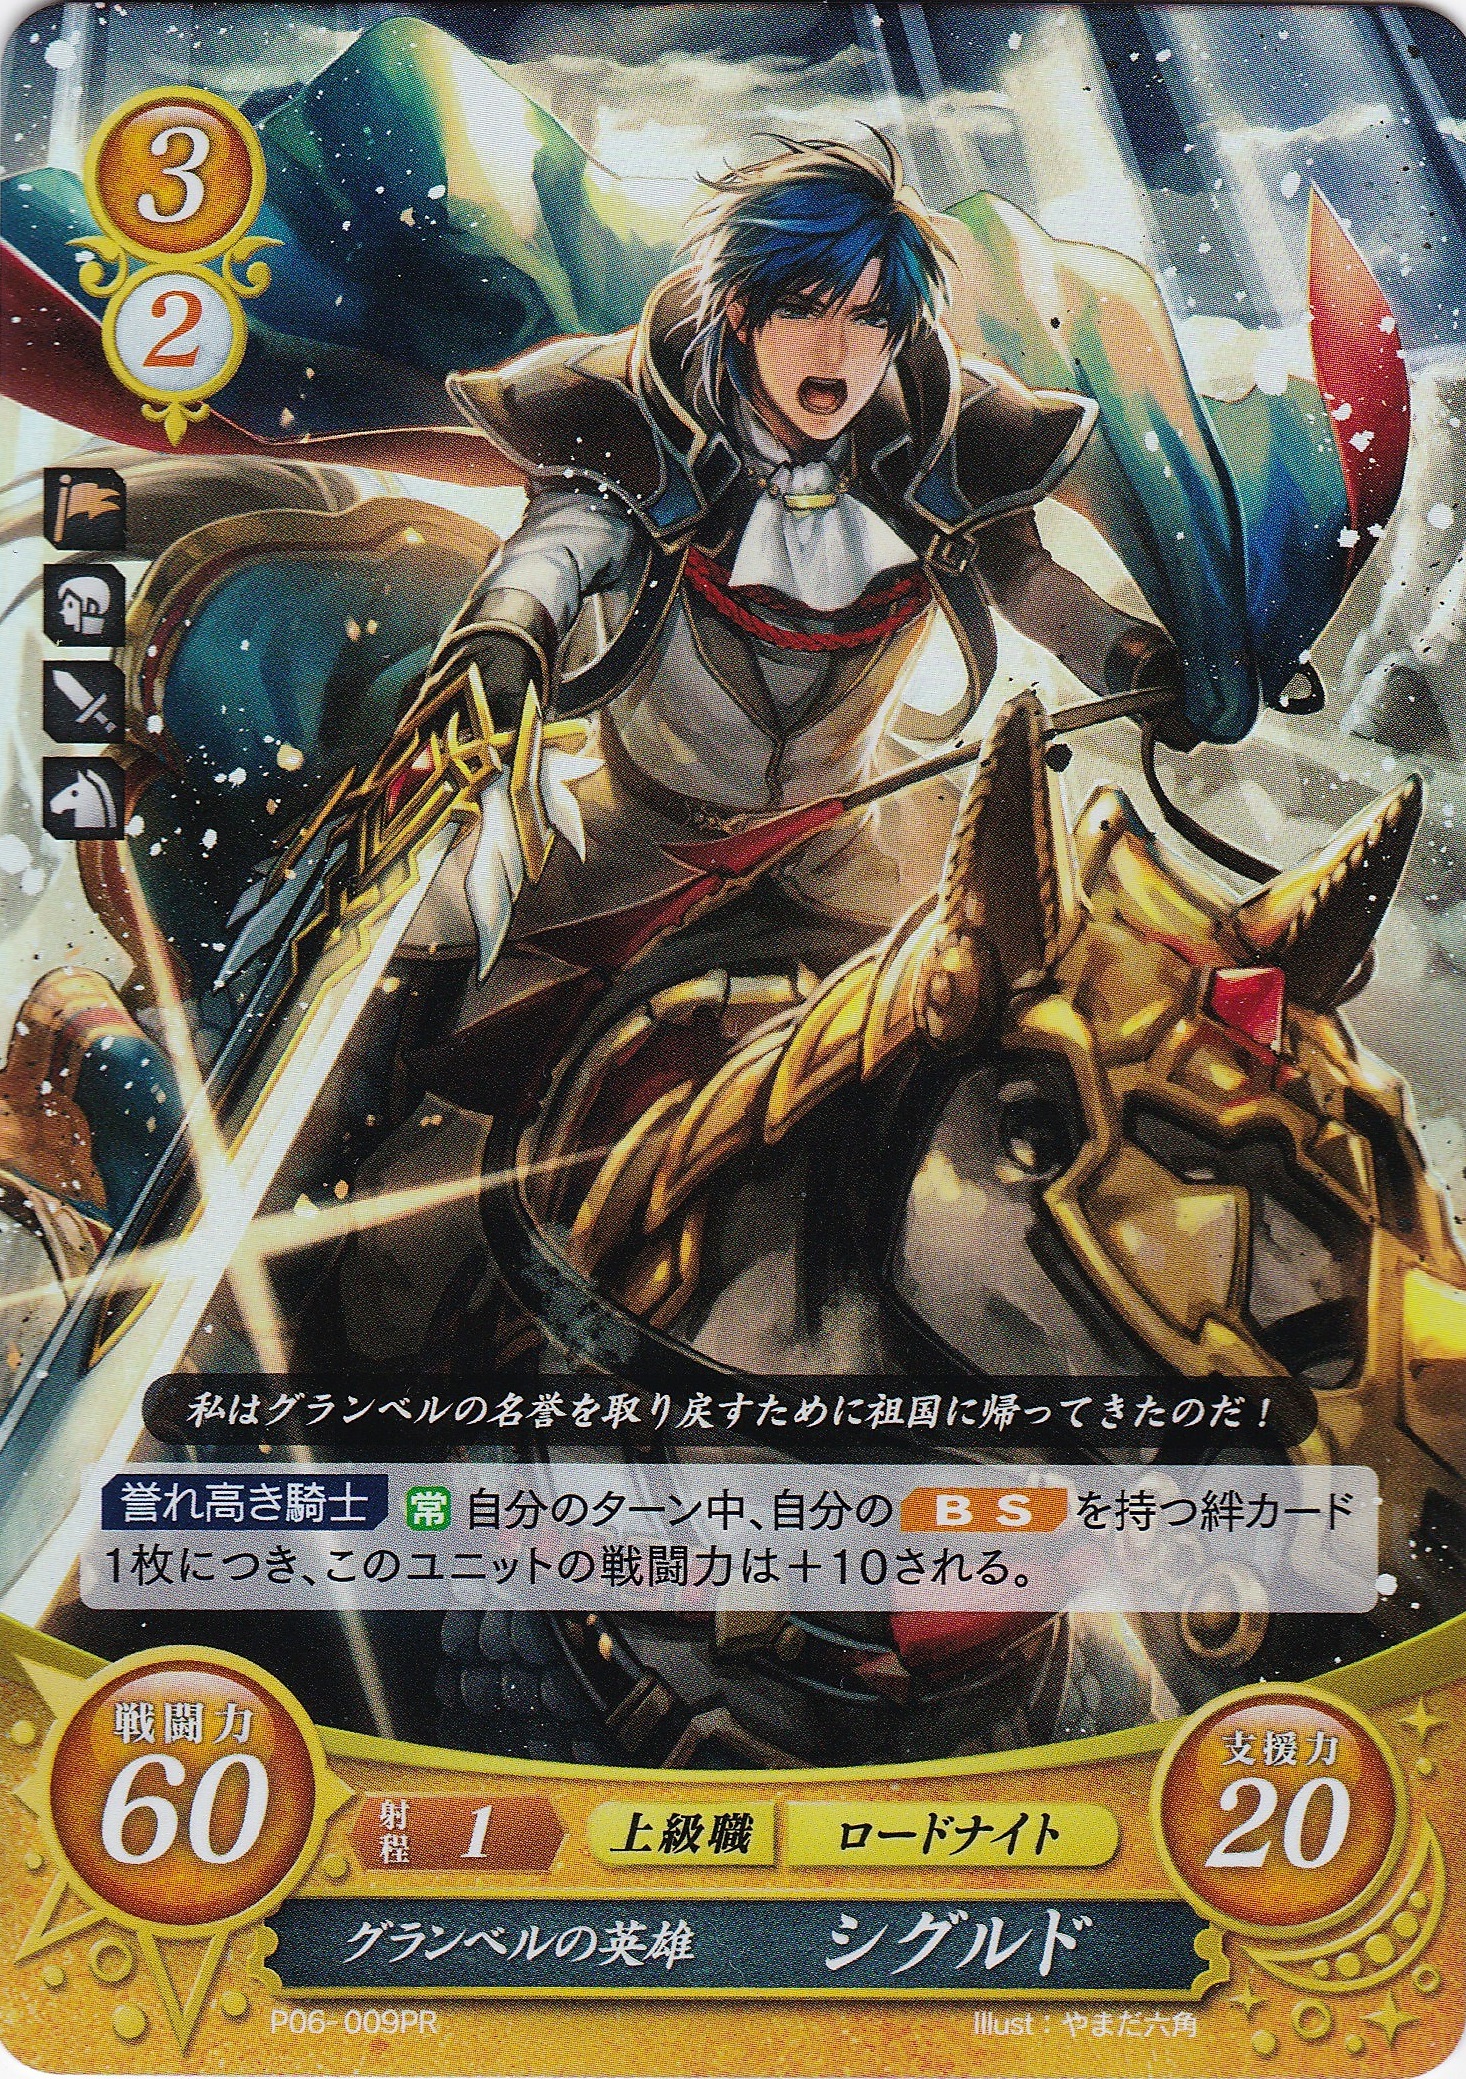 3
2
私はグランベルの名誉を取り戻すために祖国に帰ってきたのだ！
誉れ高き騎士 常 自分のターン中、自分の BS を持つ絆カード
1枚につき、このユニットの戦闘力は＋10される。
戦闘力
60
射程 1 上級職 ロードナイト
支援力
20
グランベルの英雄 シグルド
P06-009PR Illust：やまだ六角